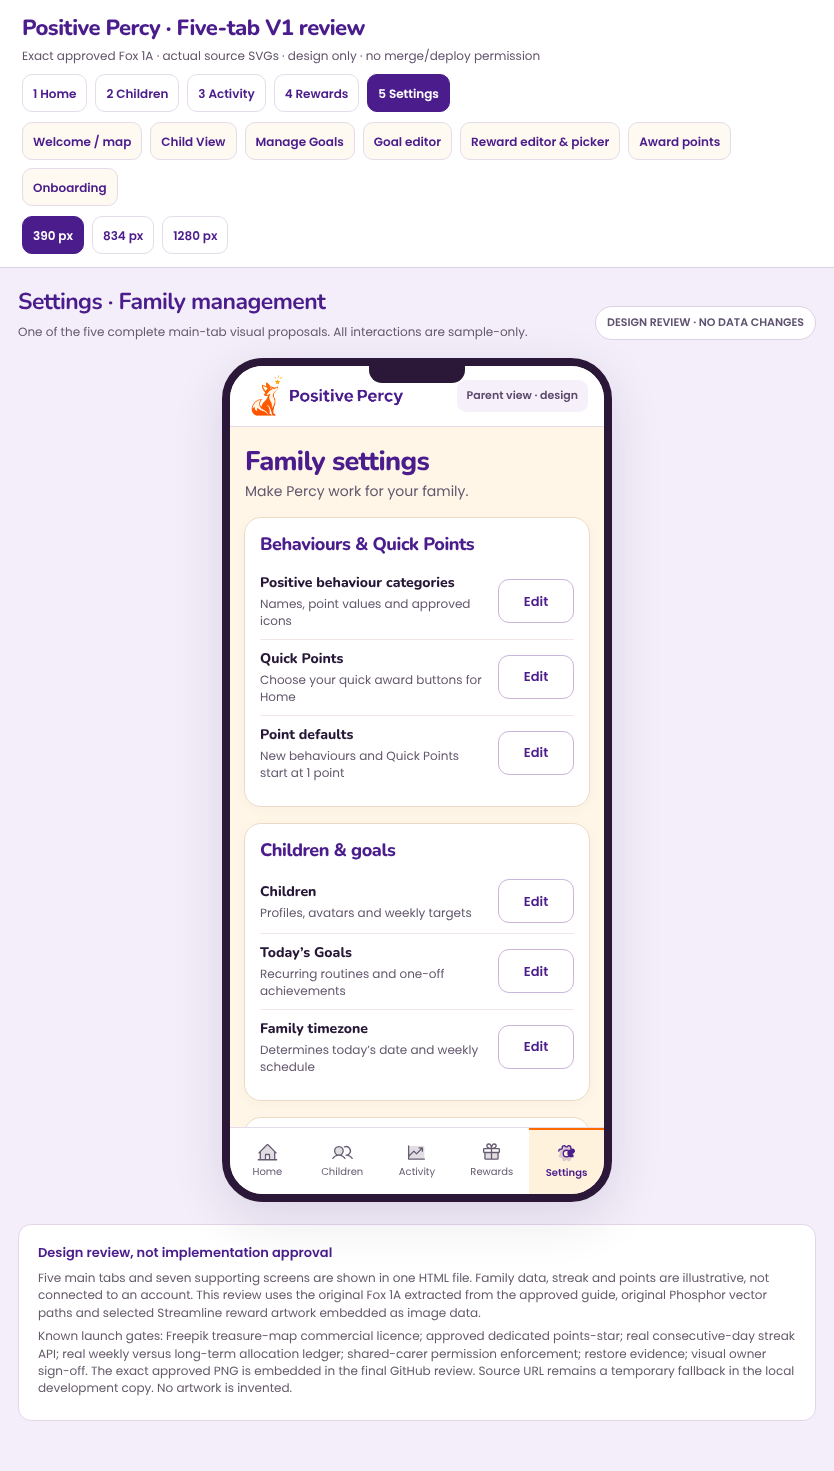 Positive Percy · Five-tab V1 review
Exact approved Fox 1A · actual source SVGs · design only · no merge/deploy permission
1 Home
2 Children
3 Activity
4 Rewards
5 Settings
Welcome / map
Child View
Manage Goals
Goal editor
Reward editor & picker
Award points
Onboarding
390 px
834 px
1280 px
Settings · Family management
One of the five complete main-tab visual proposals. All interactions are sample-only.
DESIGN REVIEW · NO DATA CHANGES
Positive Percy
Parent view · design
Family settings
Make Percy work for your family.
Behaviours & Quick Points
Positive behaviour categories
Names, point values and approved
icons
Edit
Quick Points
Choose your quick award buttons for
Home
Edit
Point defaults
New behaviours and Quick Points
start at 1 point
Edit
Children & goals
Children
Profiles, avatars and weekly targets
Edit
Today’s Goals
Recurring routines and one-off
achievements
Edit
Family timezone
Determines today’s date and weekly
schedule
Edit
Home
Children
Activity
Rewards
Settings
Design review, not implementation approval
Five main tabs and seven supporting screens are shown in one HTML file. Family data, streak and points are illustrative, not
connected to an account. This review uses the original Fox 1A extracted from the approved guide, original Phosphor vector
paths and selected Streamline reward artwork embedded as image data.
Known launch gates: Freepik treasure-map commercial licence; approved dedicated points-star; real consecutive-day streak
API; real weekly versus long-term allocation ledger; shared-carer permission enforcement; restore evidence; visual owner
sign-off. The exact approved PNG is embedded in the final GitHub review. Source URL remains a temporary fallback in the local
development copy. No artwork is invented.